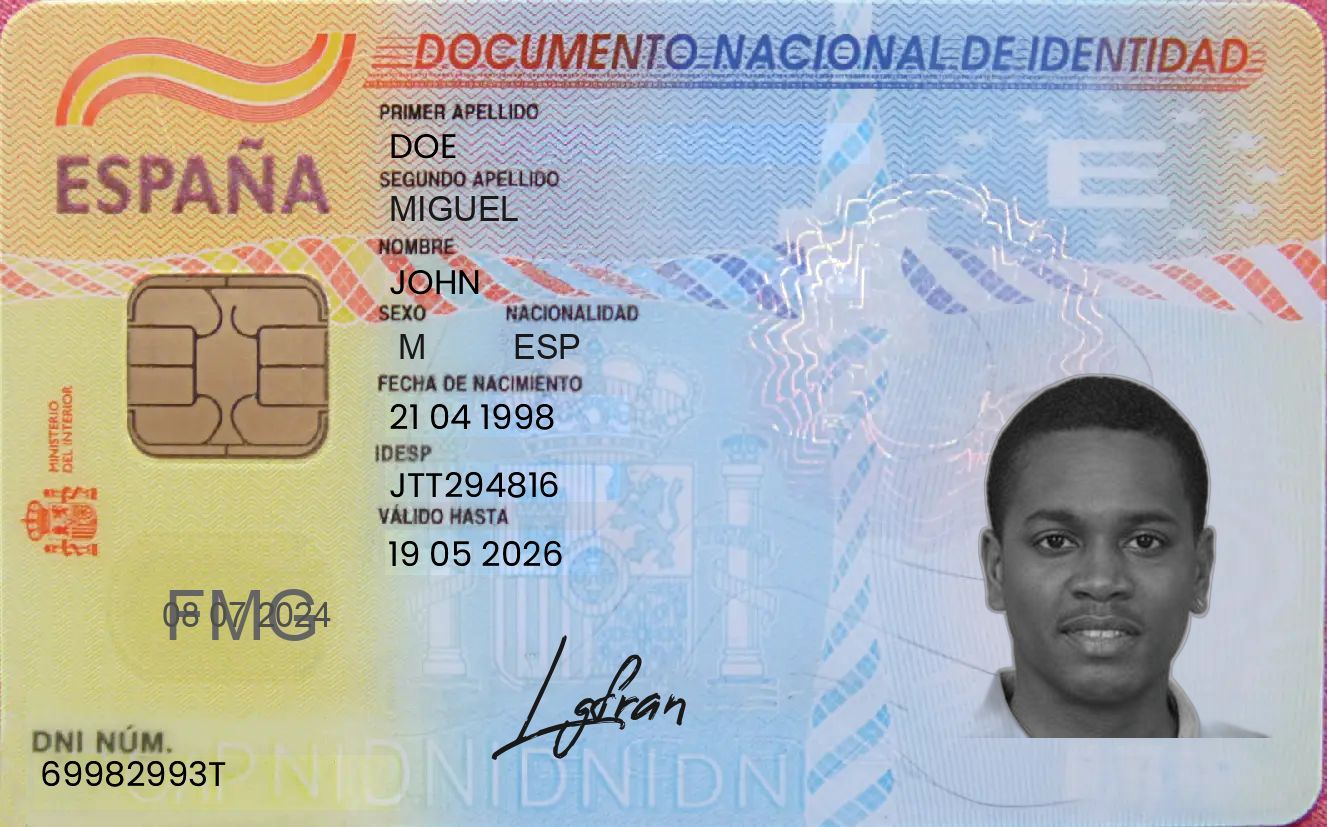 DOCUMENTO NACIONAL DE IDENTIDAD
ESPAÑA
PRIMER APELLIDO
DOE
SEGUNDO APELLIDO
MIGUEL
NOMBRE
JOHN
SEXO NACIONALIDAD
M ESP
FECHA DE NACIMIENTO
21 04 1998
IDESP
JTT294816
VÁLIDO HASTA
19 05 2026
MINISTERIO
DEL INTERIOR
E
08 07 2024
FMG
Lgfran
DNI NÚM.
69982993T
DNIDNIDNIDN